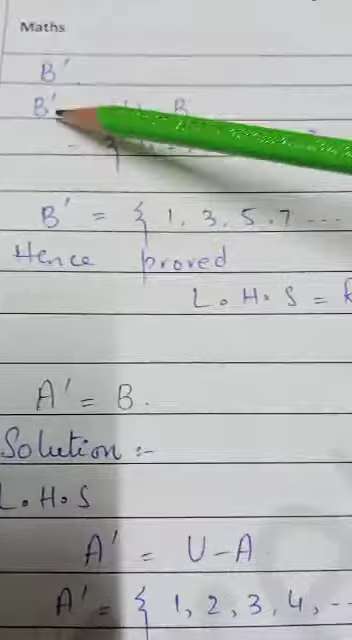 Maths
B'
B' B
B' = { 1, 3, 5, 7 ...
Hence proved
L.H.S =
A' = B.
Solution :-
L.H.S
A' = U - A
A' = { 1, 2, 3, 4, --